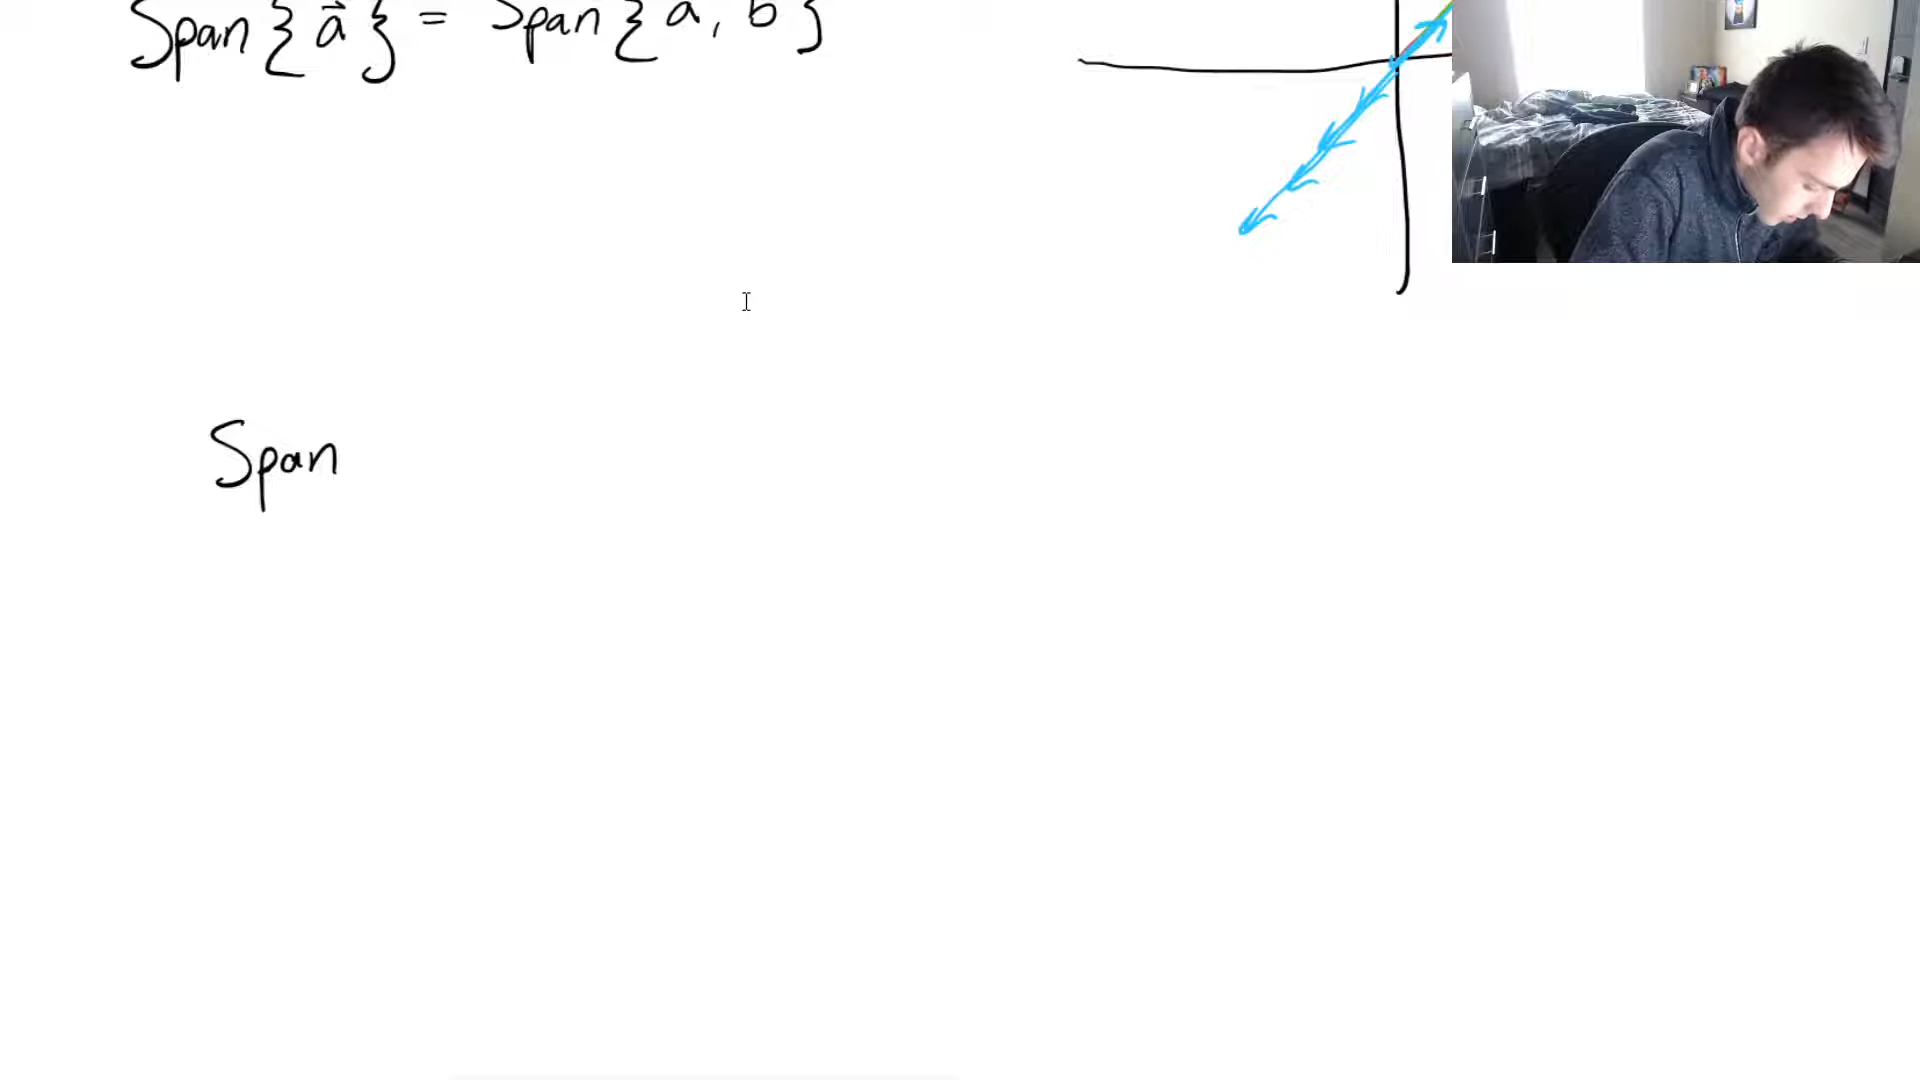 Span { a⃗ } = Span { a, b }
Span